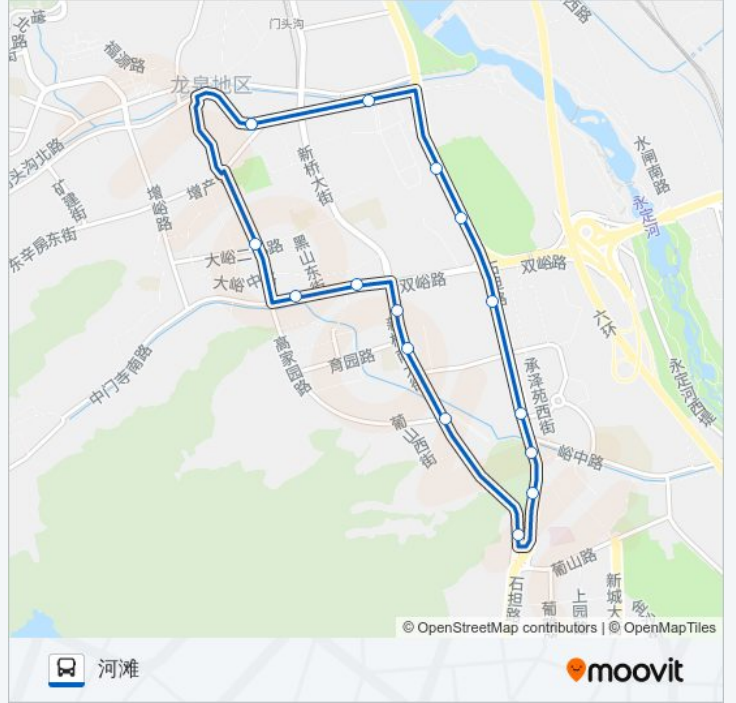 门头沟
福源路
龙泉地区
门头沟北路
矿建街
增峪路
增产
新桥大街
水闸南路
永定河
东辛房东街
大峪二
路
黑山东街
大峪中
双峪路
双峪路
六环
中门寺南路
高家园路
育园路
承泽苑西街
永定河西堤
葡山西街
峪中路
葡山路
石担路
上园
新城大
© OpenStreetMap contributors | © OpenMapTiles
河滩
moovit